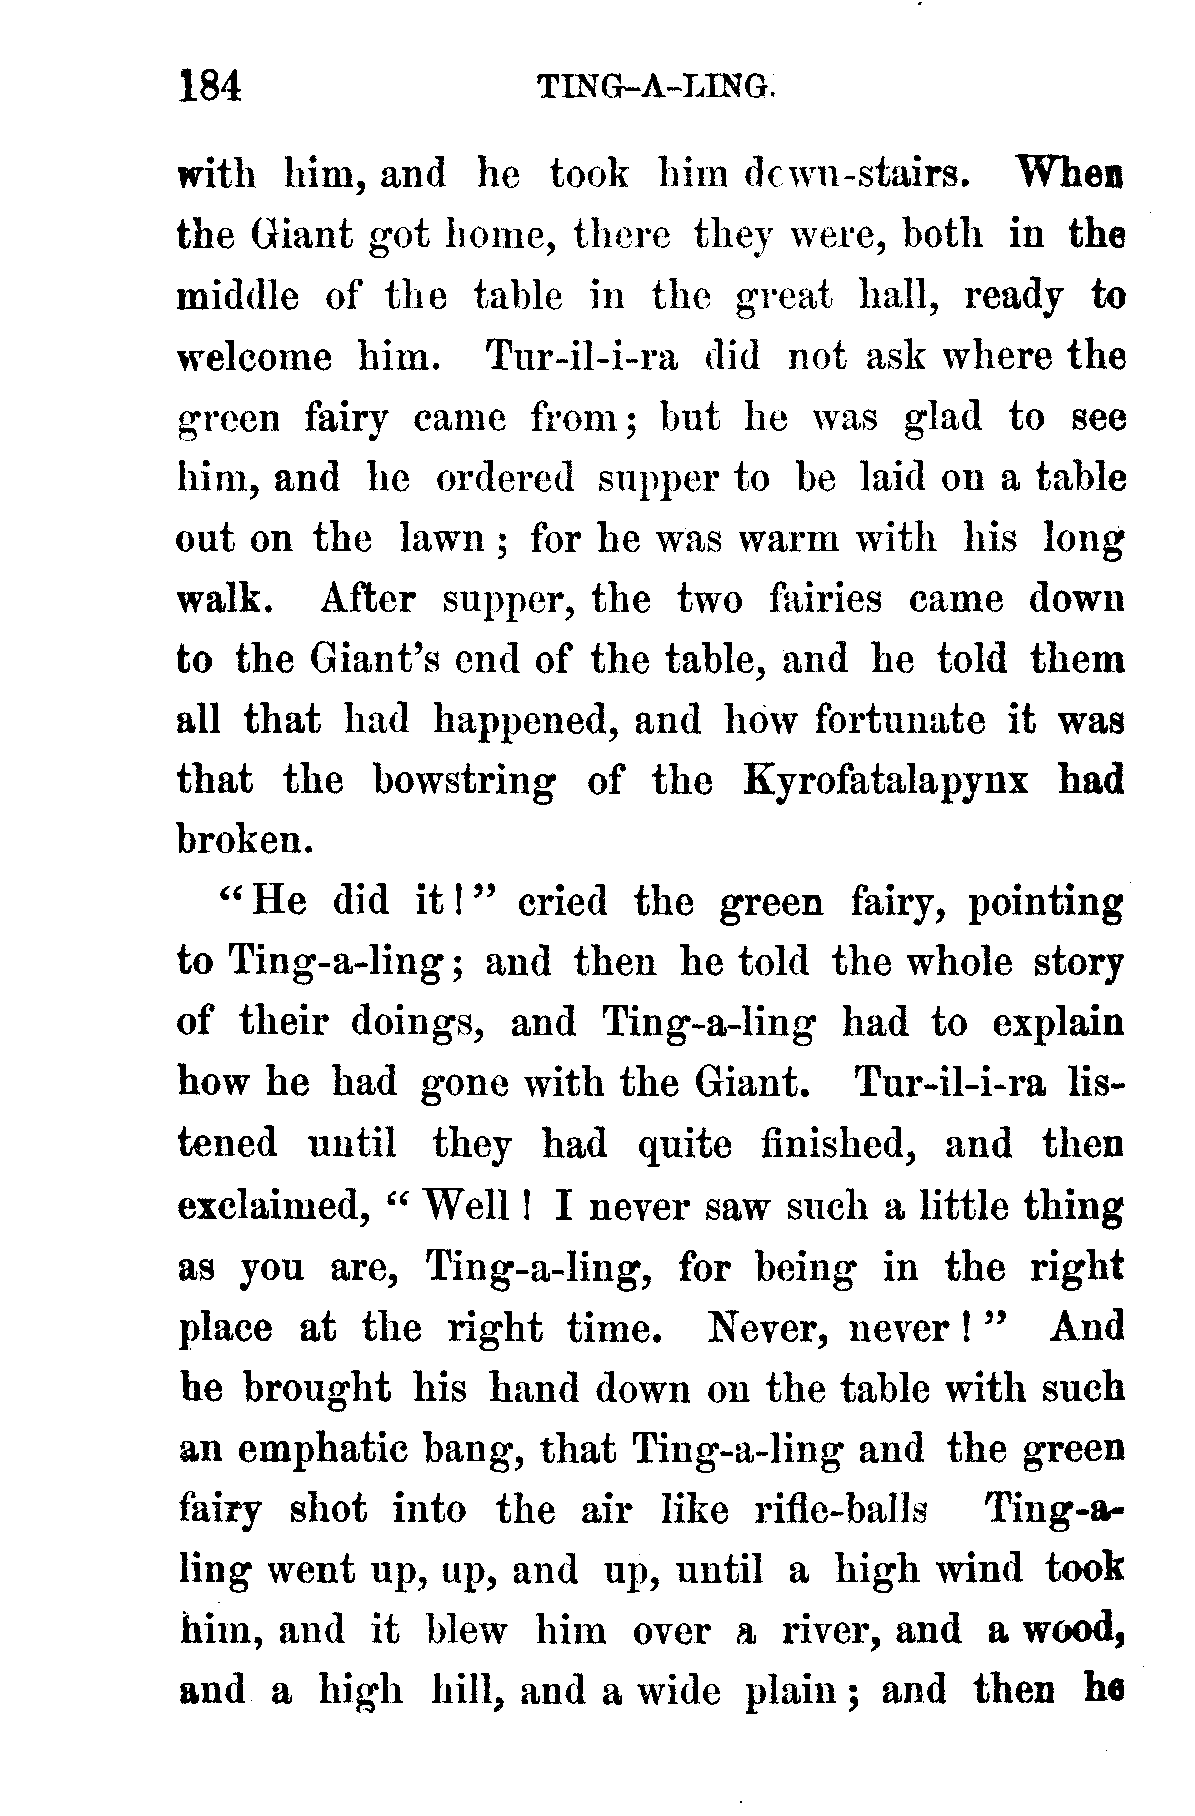 184 TING-A-LING.
with him, and he took him down-stairs. When
the Giant got home, there they were, both in the
middle of the table in the great hall, ready to
welcome him. Tur-il-i-ra did not ask where the
green fairy came from; but he was glad to see
him, and he ordered supper to be laid on a table
out on the lawn; for he was warm with his long
walk. After supper, the two fairies came down
to the Giant's end of the table, and he told them
all that had happened, and how fortunate it was
that the bowstring of the Kyrofatalapynx had
broken.
"He did it!" cried the green fairy, pointing
to Ting-a-ling; and then he told the whole story
of their doings, and Ting-a-ling had to explain
how he had gone with the Giant. Tur-il-i-ra lis-
tened until they had quite finished, and then
exclaimed, "Well! I never saw such a little thing
as you are, Ting-a-ling, for being in the right
place at the right time. Never, never!" And
he brought his hand down on the table with such
an emphatic bang, that Ting-a-ling and the green
fairy shot into the air like rifle-balls Ting-a-
ling went up, up, and up, until a high wind took
him, and it blew him over a river, and a wood,
and a high hill, and a wide plain; and then he